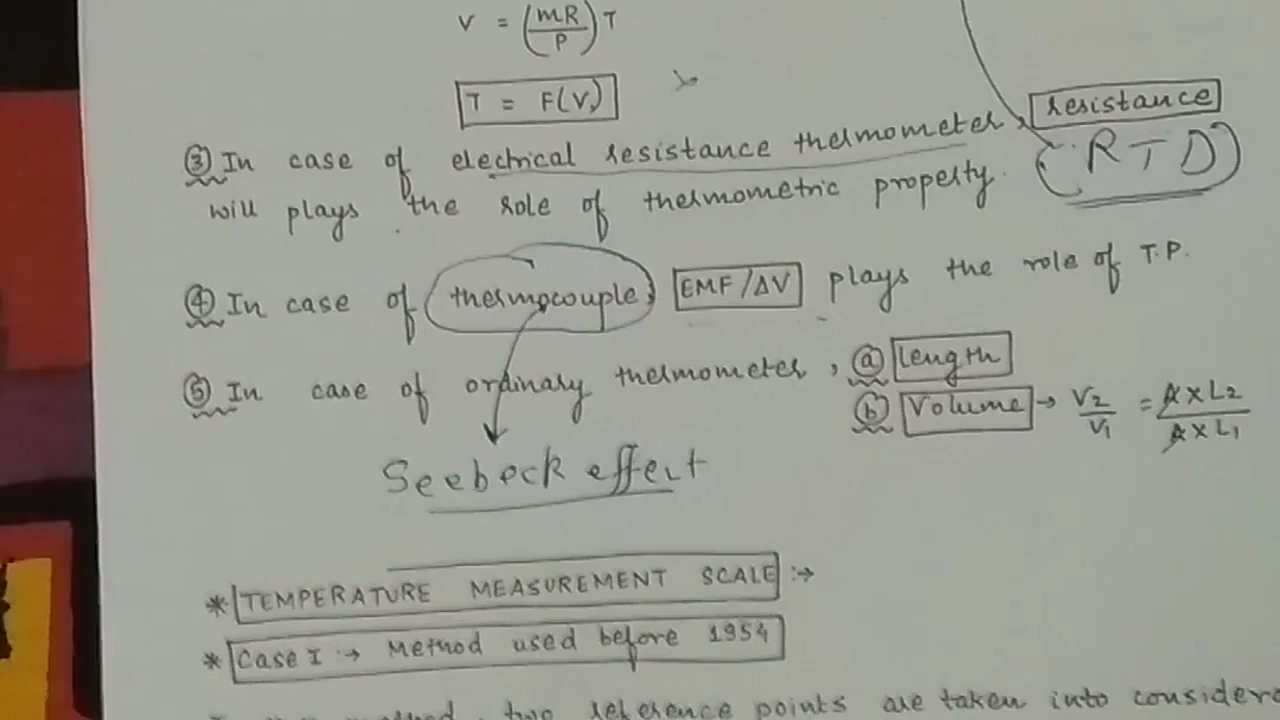 V = (mR/P) T
T = F(V)
③ In case of electrical resistance thermometer, resistance
(RTD)
will plays the role of thermometric property.
④ In case of thermocouple, EMF/ΔV plays the role of T.P.
⑤ In case of ordinary thermometer, ⓐ length
ⓑ Volume → V2/V1 = A×L2/A×L1
Seebeck effect
* TEMPERATURE MEASUREMENT SCALE :→
* Case I :→ Method used before 1954
method, two reference points are taken into considera